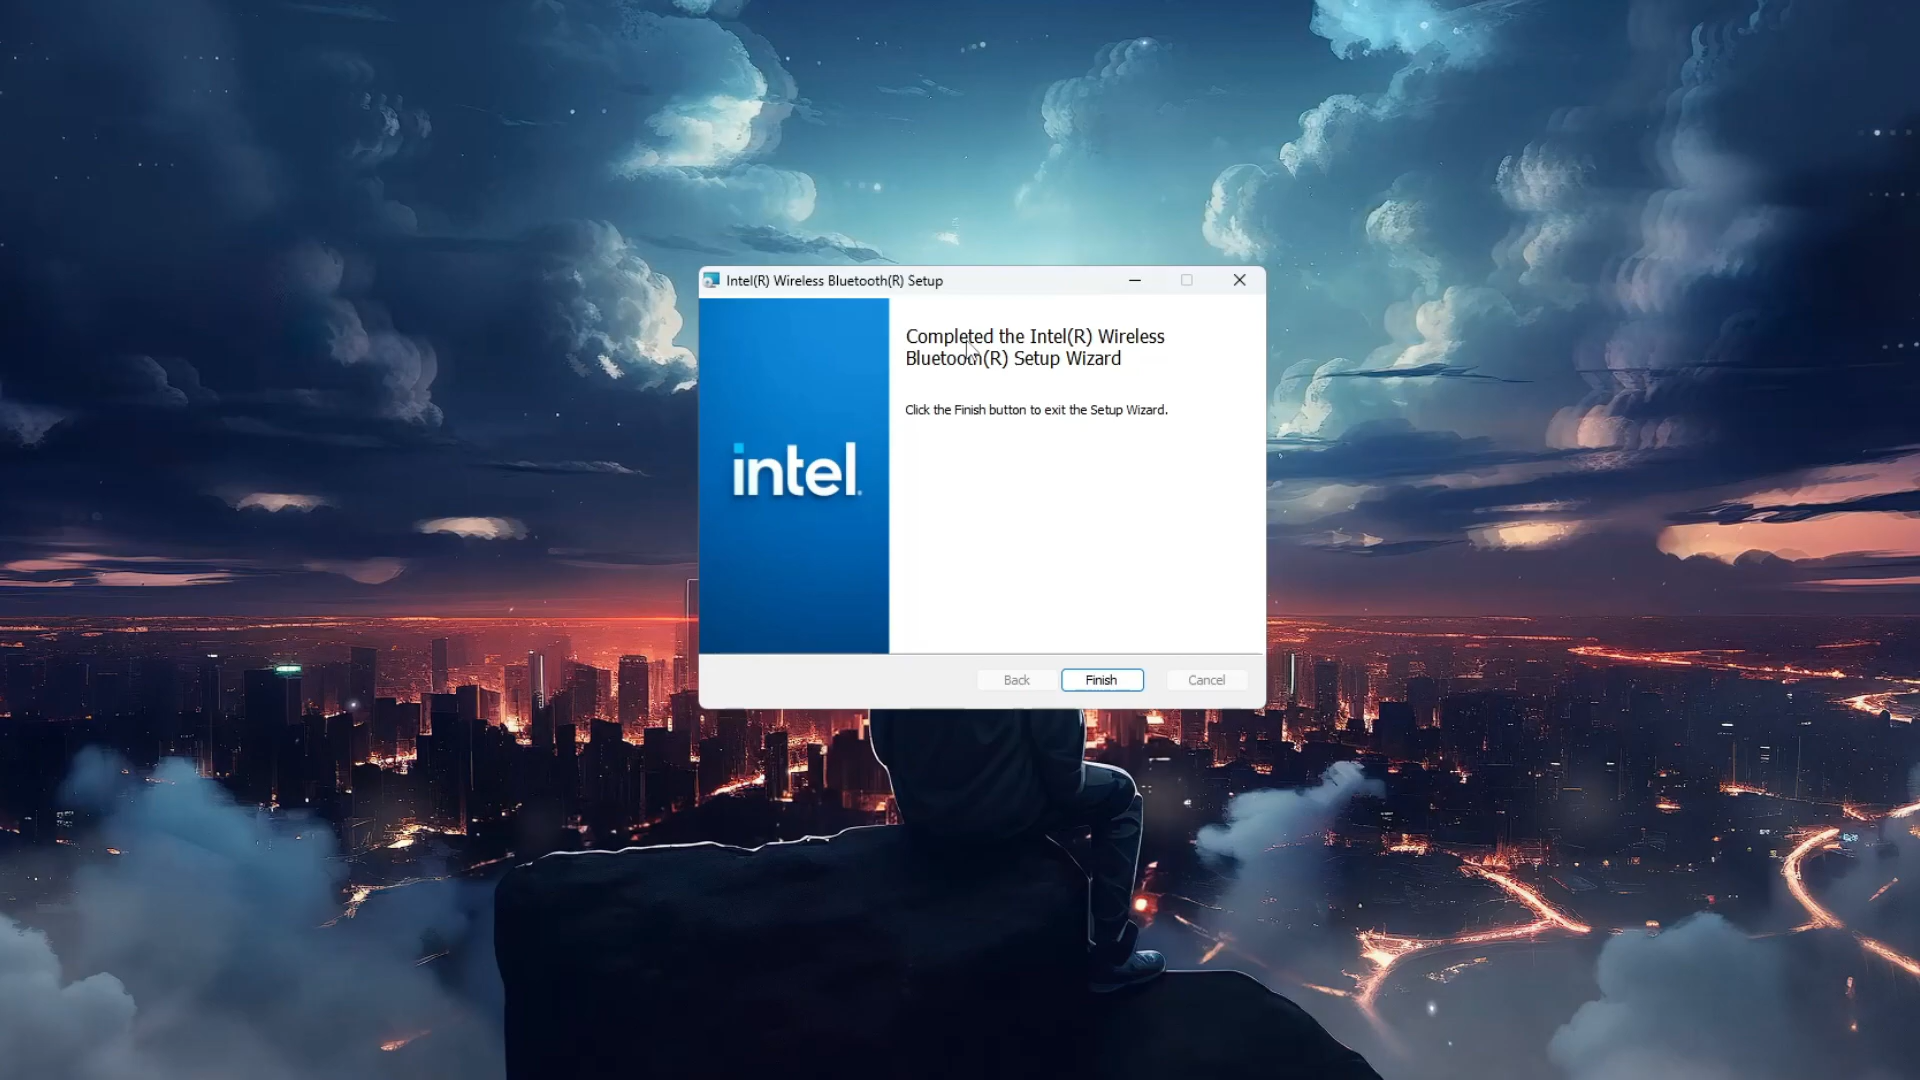 Intel(R) Wireless Bluetooth(R) Setup
Completed the Intel(R) Wireless
Bluetooth(R) Setup Wizard
Click the Finish button to exit the Setup Wizard.
intel.
Back
Finish
Cancel